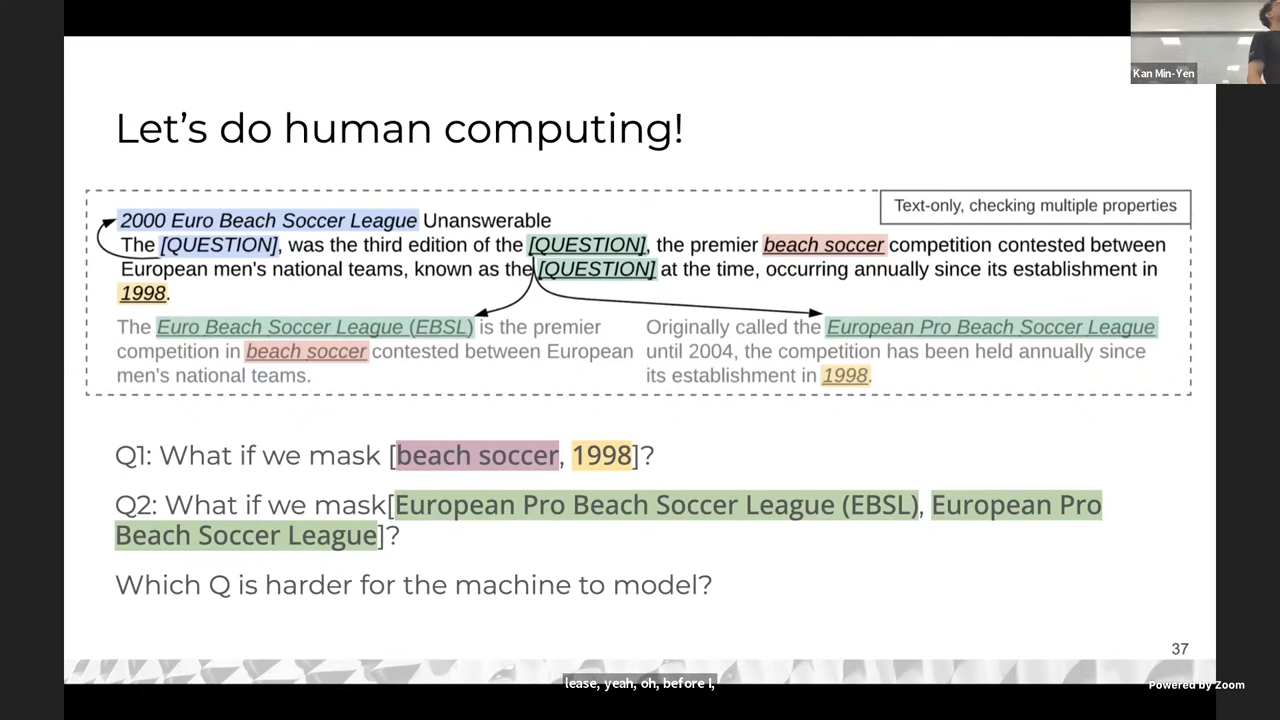 Kan Min-Yen
Let's do human computing!
Text-only, checking multiple properties
2000 Euro Beach Soccer League Unanswerable
The [QUESTION], was the third edition of the [QUESTION], the premier beach soccer competition contested between
European men's national teams, known as the [QUESTION] at the time, occurring annually since its establishment in
1998.
The Euro Beach Soccer League (EBSL) is the premier
competition in beach soccer contested between European
men's national teams.
Originally called the European Pro Beach Soccer League
until 2004, the competition has been held annually since
its establishment in 1998.
Q1: What if we mask [beach soccer, 1998]?
Q2: What if we mask[European Pro Beach Soccer League (EBSL), European Pro
Beach Soccer League]?
Which Q is harder for the machine to model?
37
lease, yeah, oh, before I,
Powered by Zoom